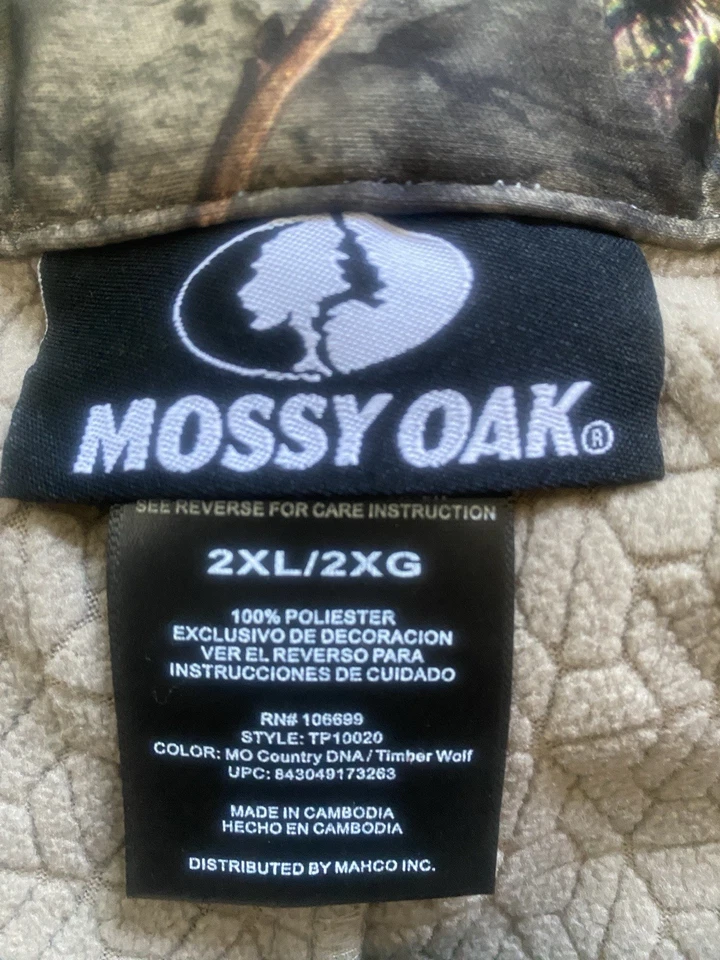 MOSSY OAK®
SEE REVERSE FOR CARE INSTRUCTION
2XL/2XG
100% POLIESTER
EXCLUSIVO DE DECORACION
VER EL REVERSO PARA
INSTRUCCIONES DE CUIDADO
RN# 106699
STYLE: TP10020
COLOR: MO Country DNA / Timber Wolf
UPC: 843049173263
MADE IN CAMBODIA
HECHO EN CAMBODIA
DISTRIBUTED BY MAHCO INC.